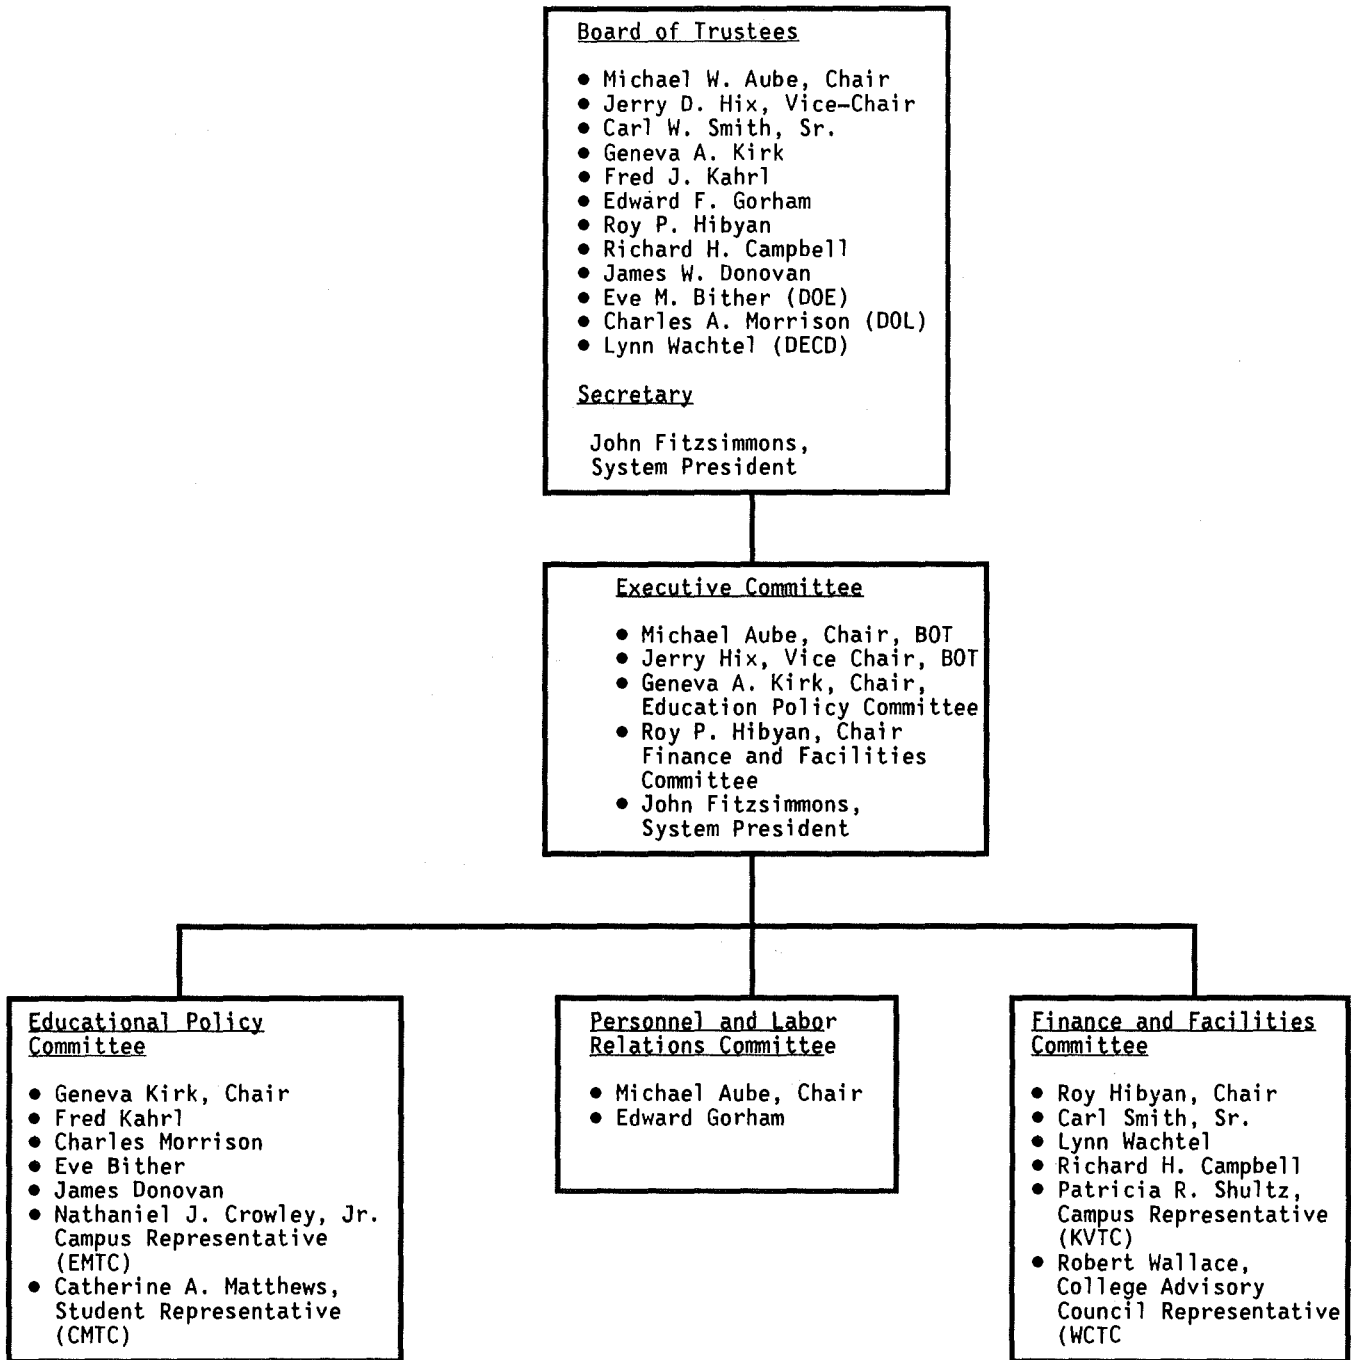 Board of Trustees
• Michael W. Aube, Chair
• Jerry D. Hix, Vice-Chair
• Carl W. Smith, Sr.
• Geneva A. Kirk
• Fred J. Kahrl
• Edward F. Gorham
• Roy P. Hibyan
• Richard H. Campbell
• James W. Donovan
• Eve M. Bither (DOE)
• Charles A. Morrison (DOL)
• Lynn Wachtel (DECD)
Secretary
John Fitzsimmons,
System President
Executive Committee
• Michael Aube, Chair, BOT
• Jerry Hix, Vice Chair, BOT
• Geneva A. Kirk, Chair,
Education Policy Committee
• Roy P. Hibyan, Chair
Finance and Facilities
Committee
• John Fitzsimmons,
System President
Educational Policy
Committee
• Geneva Kirk, Chair
• Fred Kahrl
• Charles Morrison
• Eve Bither
• James Donovan
• Nathaniel J. Crowley, Jr.
Campus Representative
(EMTC)
• Catherine A. Matthews,
Student Representative
(CMTC)
Personnel and Labor
Relations Committee
• Michael Aube, Chair
• Edward Gorham
Finance and Facilities
Committee
• Roy Hibyan, Chair
• Carl Smith, Sr.
• Lynn Wachtel
• Richard H. Campbell
• Patricia R. Shultz,
Campus Representative
(KVTC)
• Robert Wallace,
College Advisory
Council Representative
(WCTC